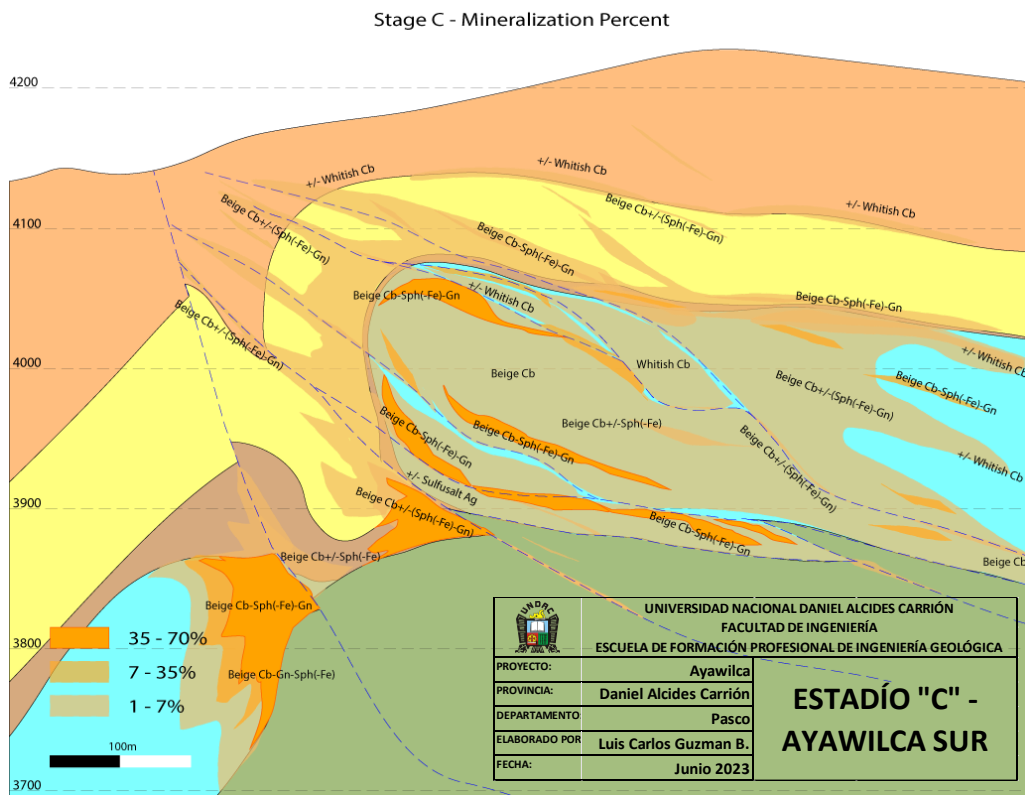 Stage C - Mineralization Percent
4200
+/- Whitish Cb
+/- Whitish Cb
+/- Whitish Cb
4100
Beige Cb+/-(Sph(-Fe)-Gn)
Beige Cb-Sph(-Fe)-Gn
Beige Cb+/-(Sph(-Fe)-Gn)
Beige Cb-Sph(-Fe)-Gn
+/- Whitish Cb
Beige Cb-Sph(-Fe)-Gn
Beige Cb+/-(Sph(-Fe)-Gn)
4000
Beige Cb
Whitish Cb
Beige Cb+/-(Sph(-Fe)-Gn)
+/- Whitish Cb
Beige Cb-Sph(-Fe)-Gn
Beige Cb-Sph(-Fe)-Gn
Beige Cb-Sph(-Fe)-Gn
Beige Cb+/-Sph(-Fe)
Beige Cb+/-(Sph(-Fe)-Gn)
+/- Whitish Cb
+/- Sulfusalt Ag
3900
Beige Cb+/-(Sph(-Fe)-Gn)
Beige Cb-Sph(-Fe)-Gn
Beige Cb+/-Sph(-Fe)
Beige Cb
Beige Cb-Sph(-Fe)-Gn
3800
Beige Cb-Gn-Sph(-Fe)
35 - 70%
7 - 35%
1 - 7%
100m
3700
UNDAC
UNIVERSIDAD NACIONAL DANIEL ALCIDES CARRIÓN
FACULTAD DE INGENIERÍA
ESCUELA DE FORMACIÓN PROFESIONAL DE INGENIERÍA GEOLÓGICA
PROYECTO: Ayawilca
PROVINCIA: Daniel Alcides Carrión
DEPARTAMENTO: Pasco
ELABORADO POR Luis Carlos Guzman B.
FECHA: Junio 2023
ESTADÍO "C" -
AYAWILCA SUR